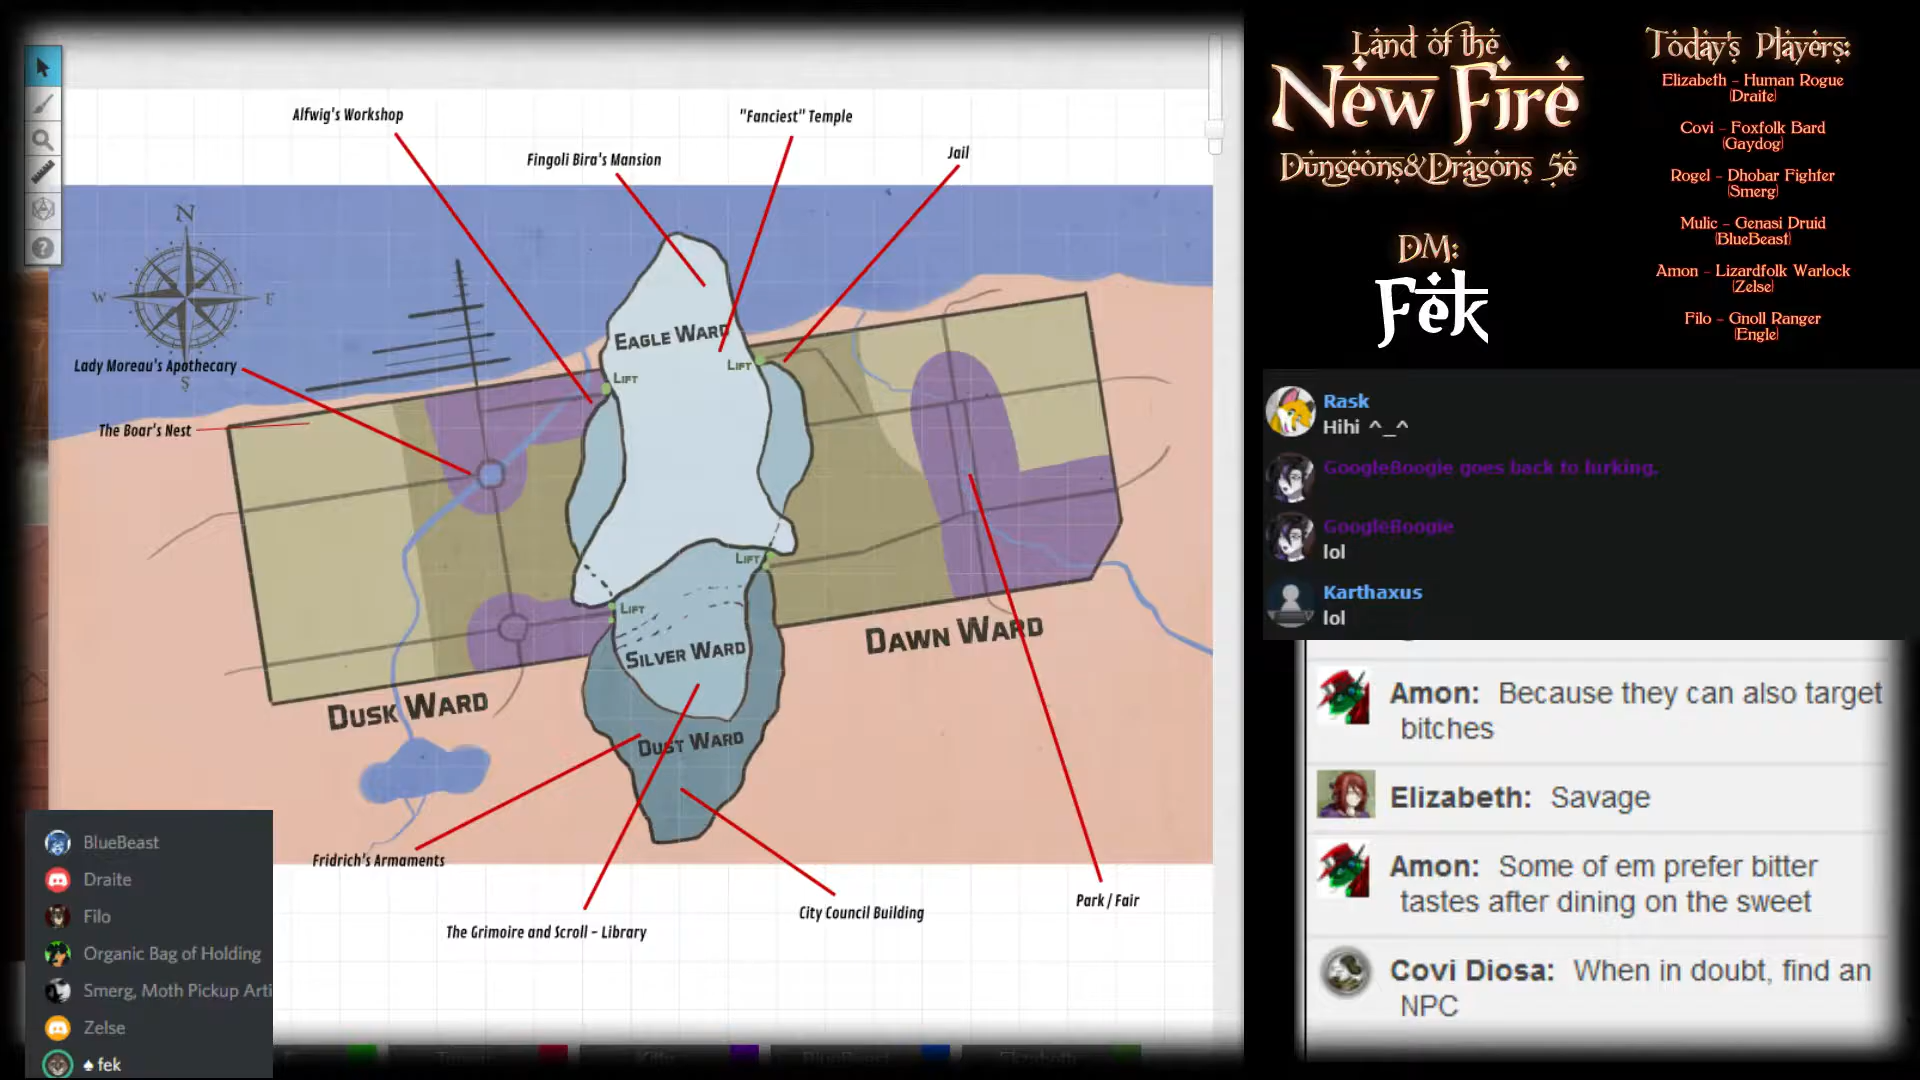 Alfwig's Workshop
"Fanciest" Temple
Fingoli Bira's Mansion
Jail
N
W
E
S
Eagle Ward
Lift
Lift
Lady Moreau's Apothecary
The Boar's Nest
Lift
Lift
Silver Ward
Dawn Ward
Dusk Ward
Dust Ward
Fridrich's Armaments
The Grimoire and Scroll - Library
City Council Building
Park / Fair
BlueBeast
Draite
Filo
Organic Bag of Holding
Smerg, Moth Pickup Arti
Zelse
♠ fek
BlueBeast
Elizabeth
Land of the
New Fire
Dungeons&Dragons 5e
DM:
Fek
Today's Players:
Elizabeth - Human Rogue
(Draite)
Covi - Foxfolk Bard
(Gaydog)
Rogel - Dhobar Fighter
(Smerg)
Mulic - Genasi Druid
(BlueBeast)
Amon - Lizardfolk Warlock
(Zelse)
Filo - Gnoll Ranger
(Engle)
Rask
Hihi ^_^
GoogleBoogie goes back to lurking.
GoogleBoogie
lol
Karthaxus
lol
Amon: Because they can also target
bitches
Elizabeth: Savage
Amon: Some of em prefer bitter
tastes after dining on the sweet
Covi Diosa: When in doubt, find an
NPC